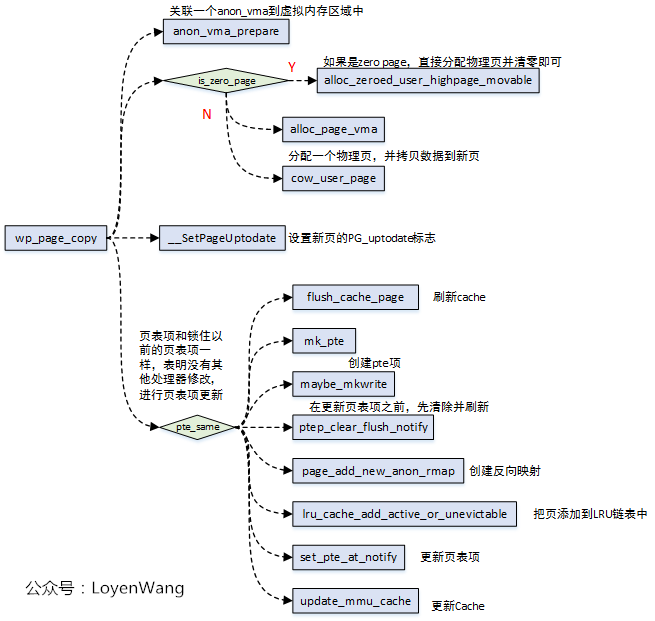 关联一个anon_vma到虚拟内存区域中
anon_vma_prepare
如果是zero page，直接分配物理页并清零即可
is_zero_page
Y
alloc_zeroed_user_highpage_movable
N
alloc_page_vma
分配一个物理页，并拷贝数据到新页
cow_user_page
wp_page_copy
__SetPageUptodate
设置新页的PG_uptodate标志
flush_cache_page
刷新cache
页表项和锁住以
前的页表项一
样，表明没有其
他处理器修改，
进行页表项更新
mk_pte
创建pte项
maybe_mkwrite
在更新页表项之前，先清除并刷新
pte_same
ptep_clear_flush_notify
page_add_new_anon_rmap
创建反向映射
lru_cache_add_active_or_unevictable
把页添加到LRU链表中
set_pte_at_notify
更新页表项
公众号：LoyenWang
update_mmu_cache
更新Cache